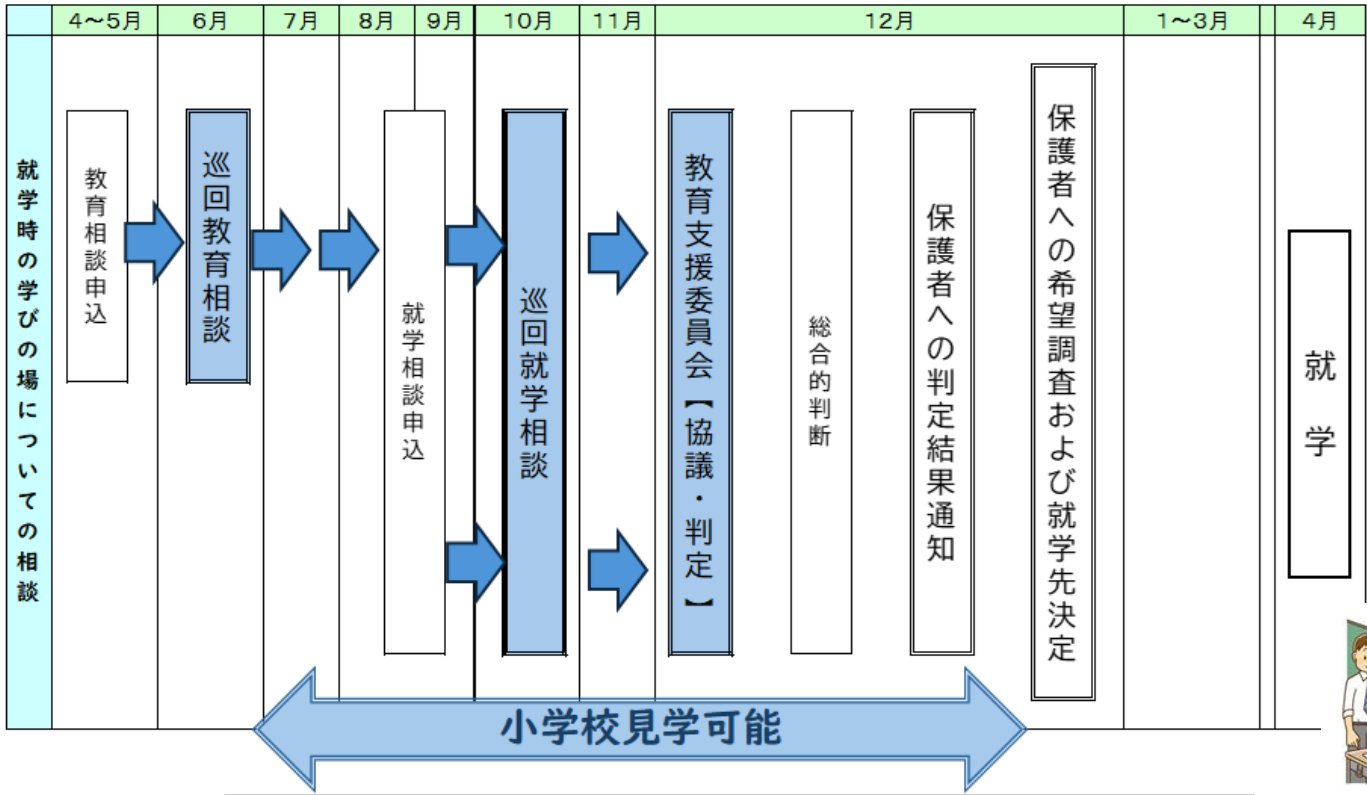 4～5月
6月
7月
8月
9月
10月
11月
12月
1～3月
4月
就学時の学びの場についての相談
教育相談申込
巡回教育相談
就学相談申込
巡回就学相談
教育支援委員会【協議・判定】
総合的判断
保護者への判定結果通知
保護者への希望調査および就学先決定
就学
小学校見学可能